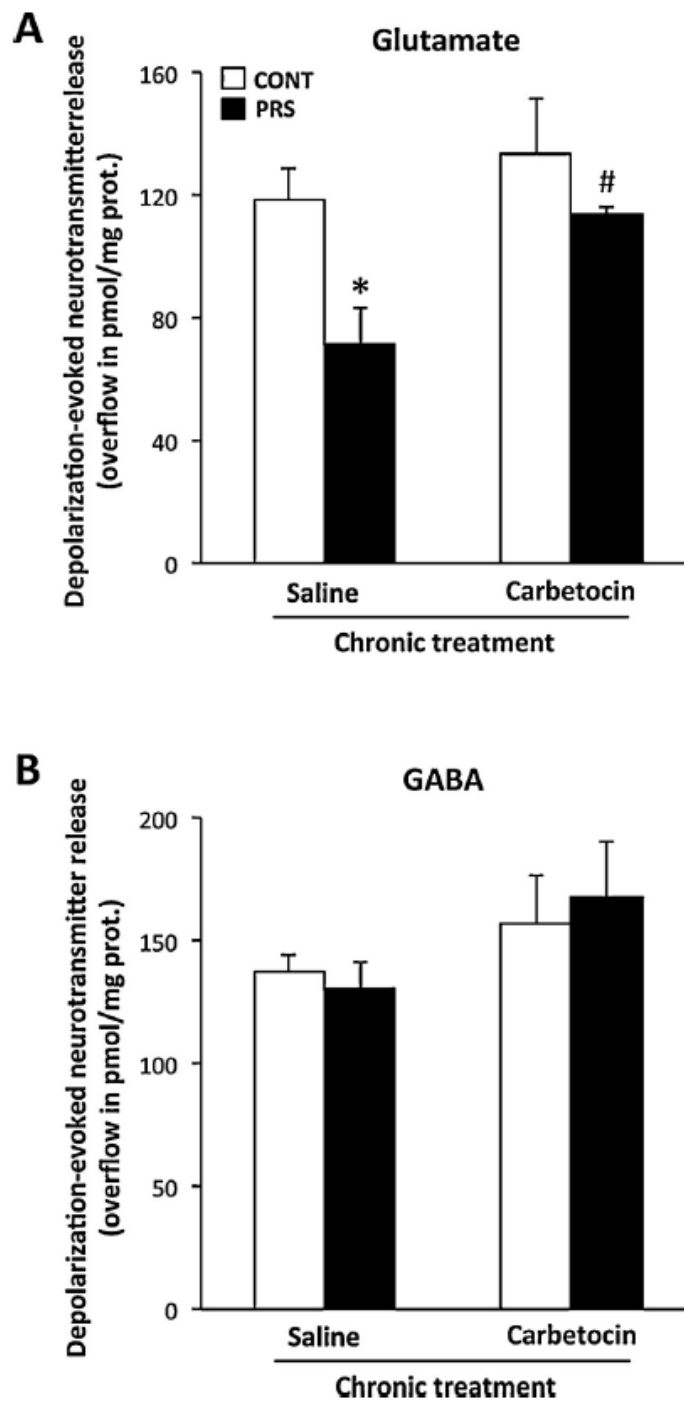 A
Glutamate
Depolarization-evoked neurotransmitterrelease
(overflow in pmol/mg prot.)
160
120
80
40
0
CONT
PRS
*
#
Saline
Carbetocin
Chronic treatment
B
GABA
Depolarization-evoked neurotransmitter release
(overflow in pmol/mg prot.)
200
150
100
50
0
Saline
Carbetocin
Chronic treatment